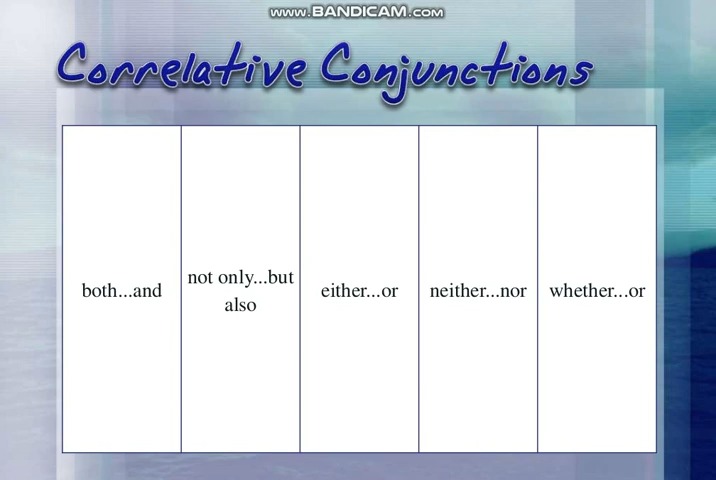 www.BANDICAM.com
Correlative Conjunctions
both...and
not only...but
also
either...or
neither...nor
whether...or